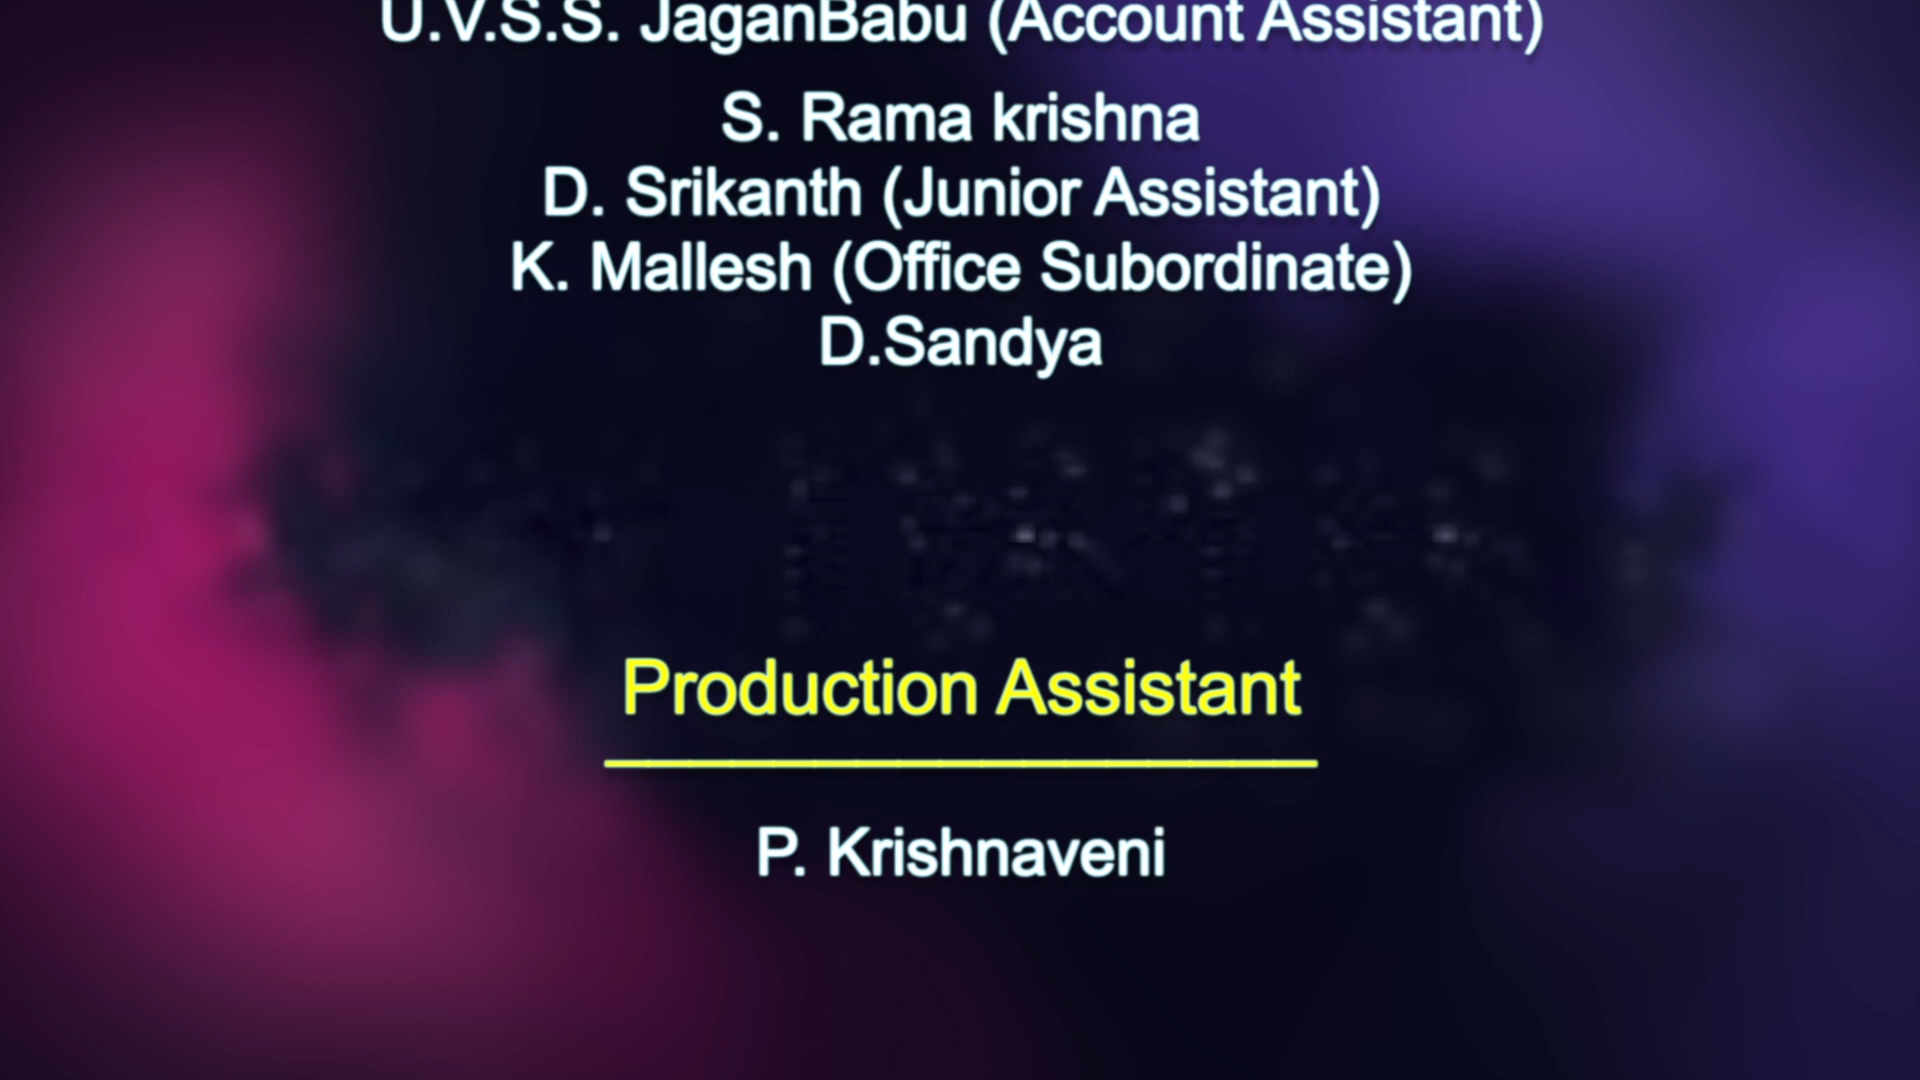 U.V.S.S. JaganBabu (Account Assistant)
S. Rama krishna
D. Srikanth (Junior Assistant)
K. Mallesh (Office Subordinate)
D.Sandya
Production Assistant
P. Krishnaveni